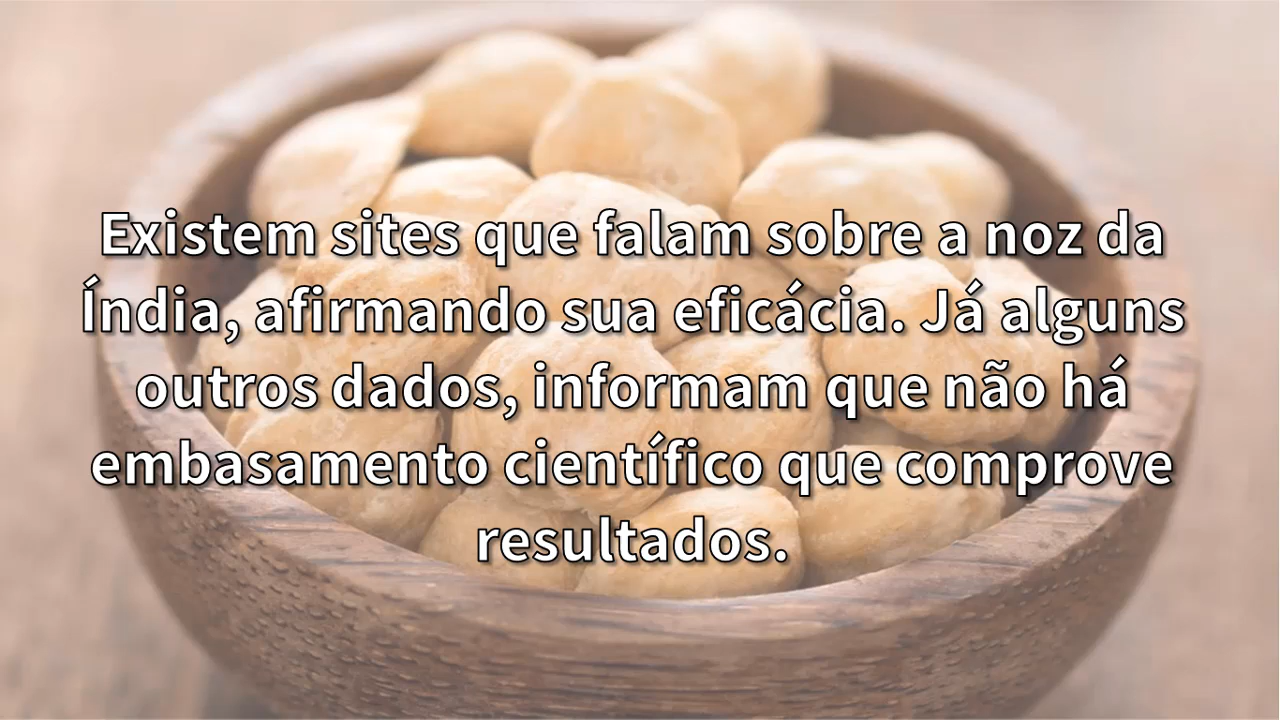 Existem sites que falam sobre a noz da
Índia, afirmando sua eficácia. Já alguns
outros dados, informam que não há
embasamento científico que comprove
resultados.